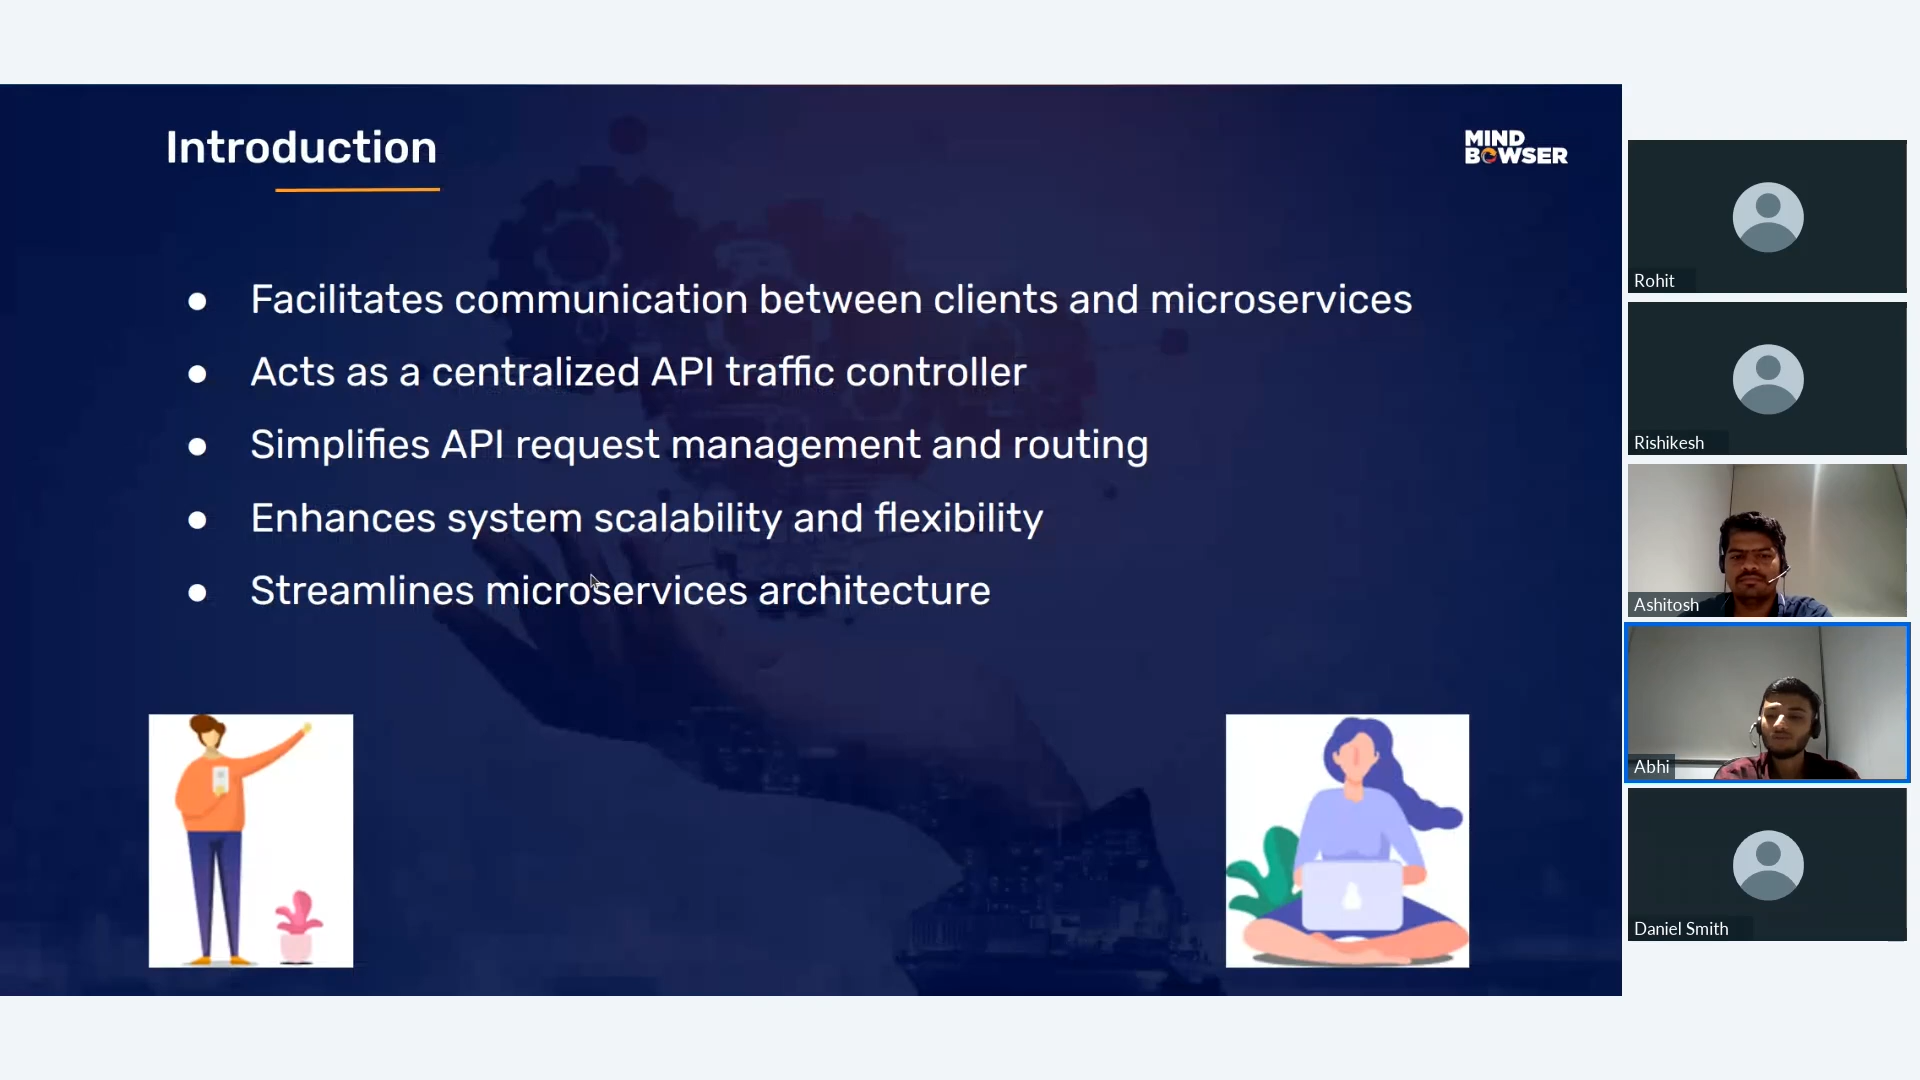 Introduction
MIND
BOWSER
● Facilitates communication between clients and microservices
● Acts as a centralized API traffic controller
● Simplifies API request management and routing
● Enhances system scalability and flexibility
● Streamlines microservices architecture
Rohit
Rishikesh
Ashitosh
Abhi
Daniel Smith